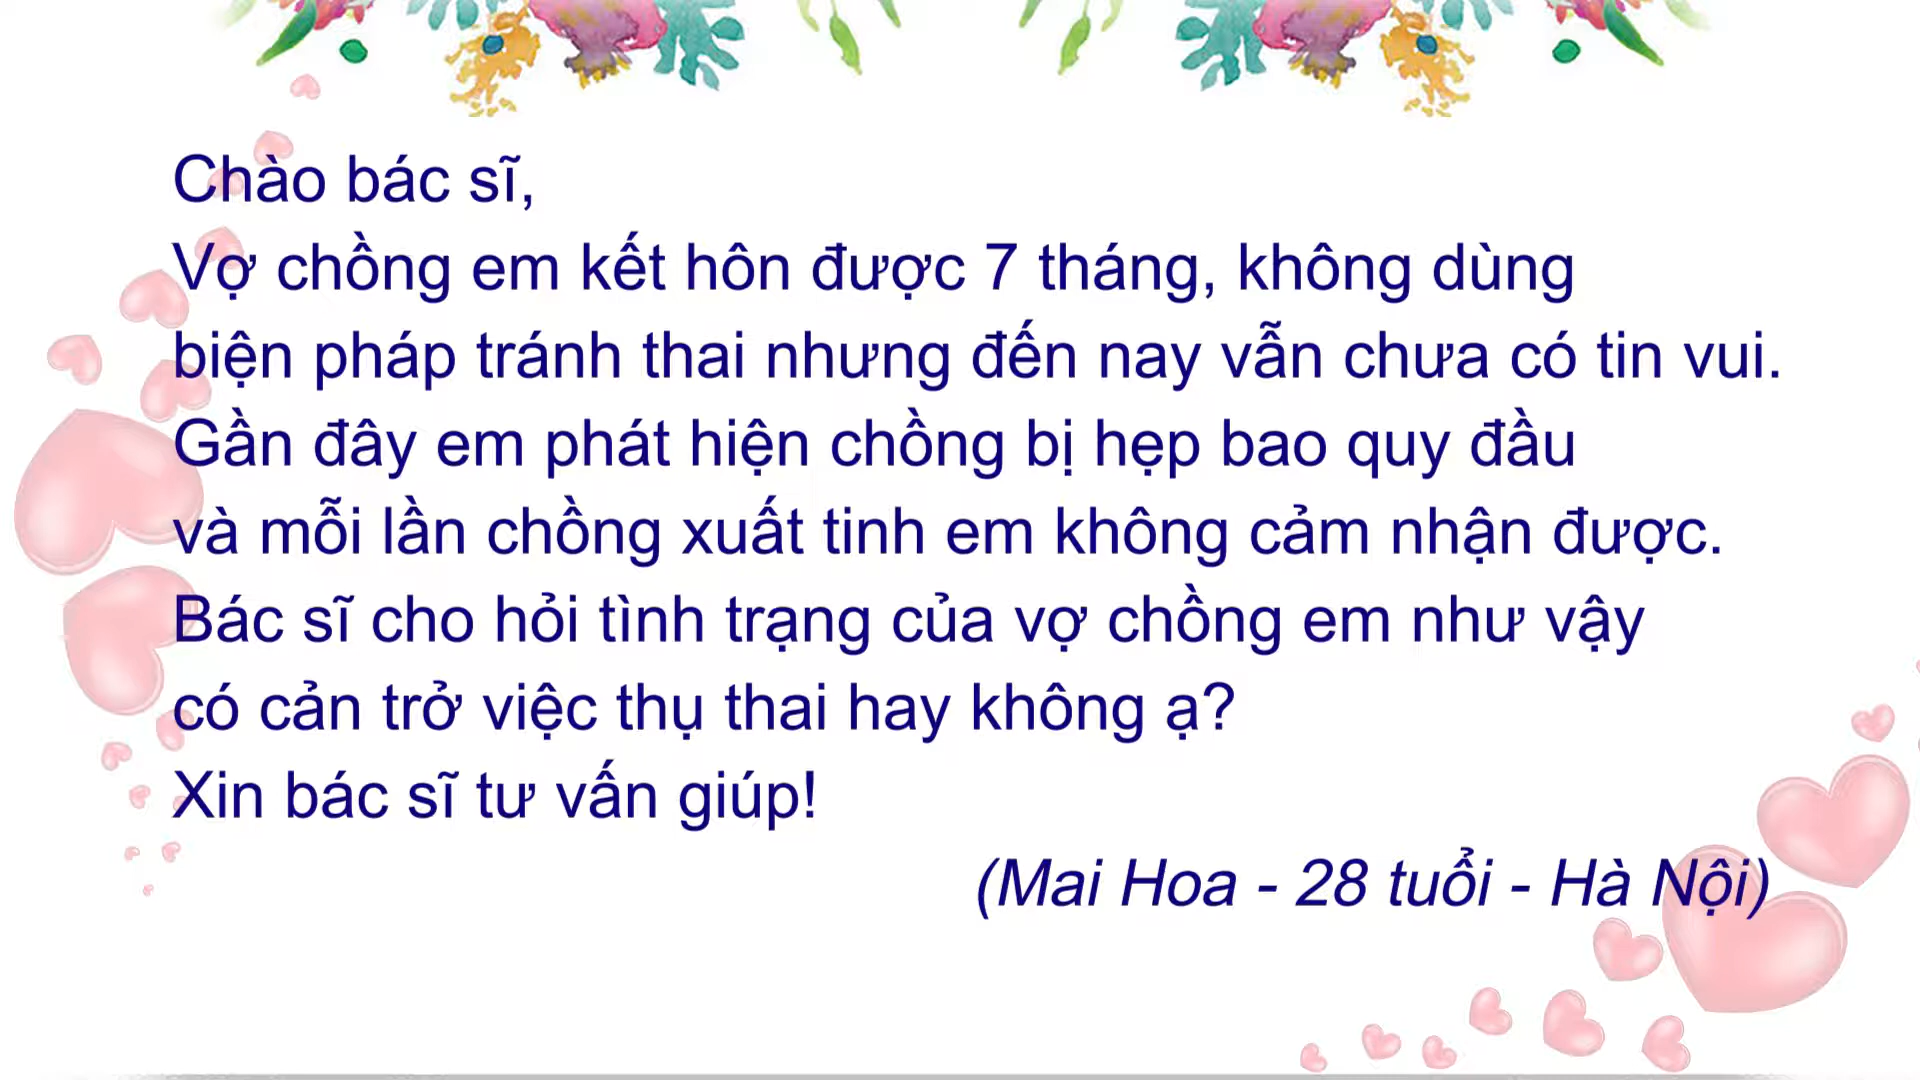 Chào bác sĩ,
Vợ chồng em kết hôn được 7 tháng, không dùng
biện pháp tránh thai nhưng đến nay vẫn chưa có tin vui.
Gần đây em phát hiện chồng bị hẹp bao quy đầu
và mỗi lần chồng xuất tinh em không cảm nhận được.
Bác sĩ cho hỏi tình trạng của vợ chồng em như vậy
có cản trở việc thụ thai hay không ạ?
Xin bác sĩ tư vấn giúp!
(Mai Hoa - 28 tuổi - Hà Nội)